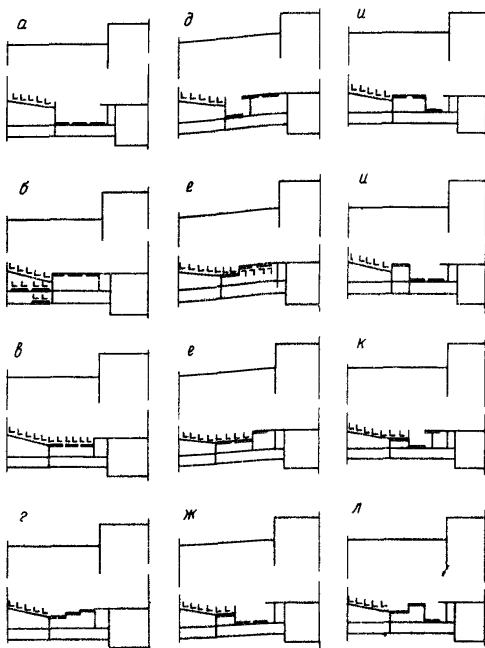 а д и
б е и
в е к
г ж л